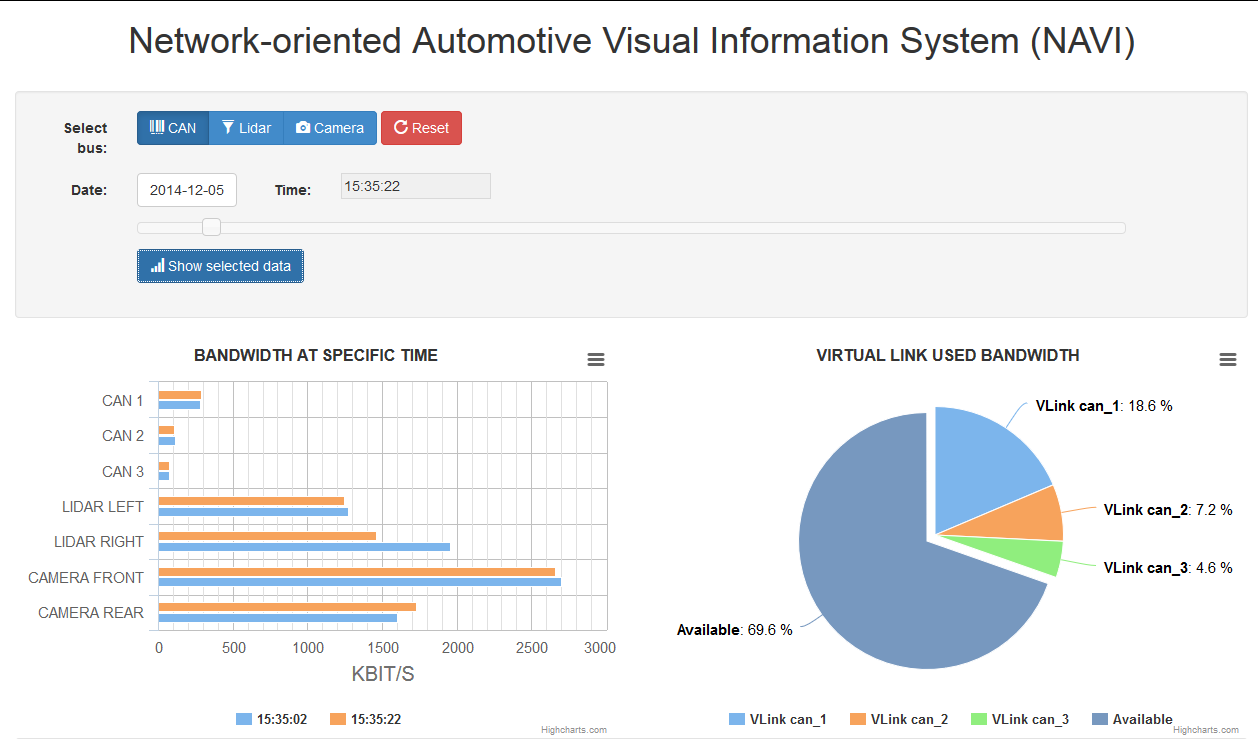 Network-oriented Automotive Visual Information System (NAVI)
Select bus:
CAN
Lidar
Camera
Reset
Date:
2014-12-05
Time:
15:35:22
Show selected data
BANDWIDTH AT SPECIFIC TIME
CAN 1
CAN 2
CAN 3
LIDAR LEFT
LIDAR RIGHT
CAMERA FRONT
CAMERA REAR
0 500 1000 1500 2000 2500 3000
KBIT/S
15:35:02 15:35:22
Highcharts.com
VIRTUAL LINK USED BANDWIDTH
VLink can_1: 18.6 %
VLink can_2: 7.2 %
VLink can_3: 4.6 %
Available: 69.6 %
VLink can_1 VLink can_2 VLink can_3 Available
Highcharts.com